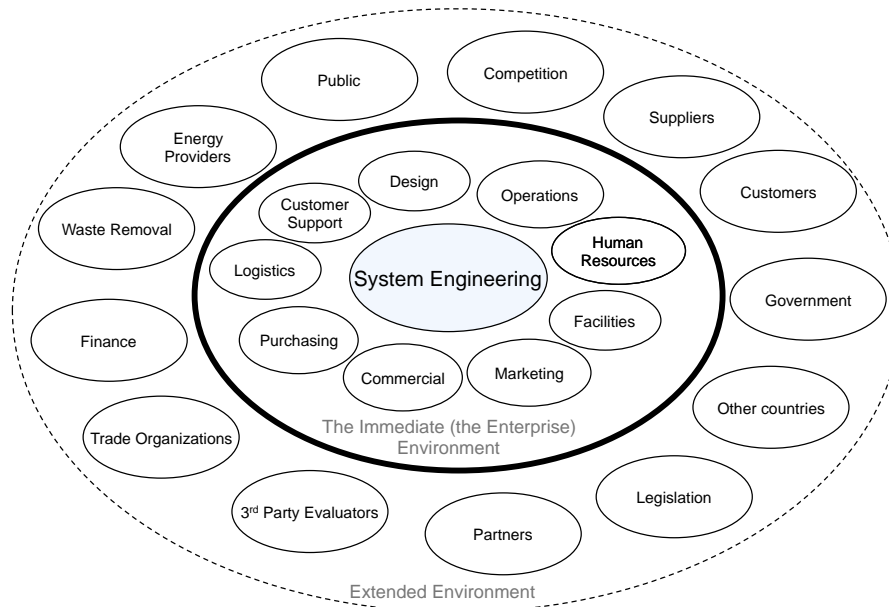 Public
Competition
Suppliers
Energy
Providers
Customers
Waste Removal
Design
Operations
Customer
Support
Human
Resources
Logistics
System Engineering
Government
Facilities
Finance
Purchasing
Commercial
Marketing
Other countries
The Immediate (the Enterprise)
Environment
Trade Organizations
Legislation
3rd Party Evaluators
Partners
Extended Environment